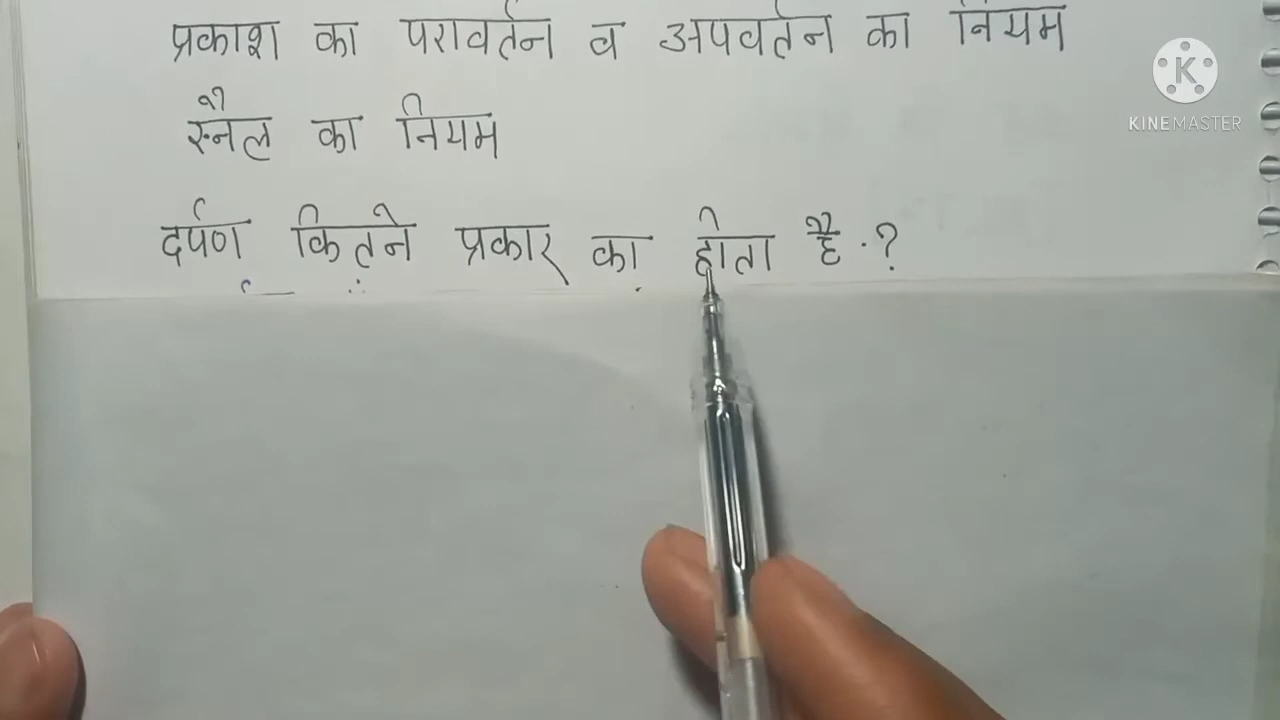 प्रकाश का परावर्तन व अपवर्तन का नियम
स्नैल का नियम
दर्पण कितने प्रकार का होता है ?
K
KINEMASTER